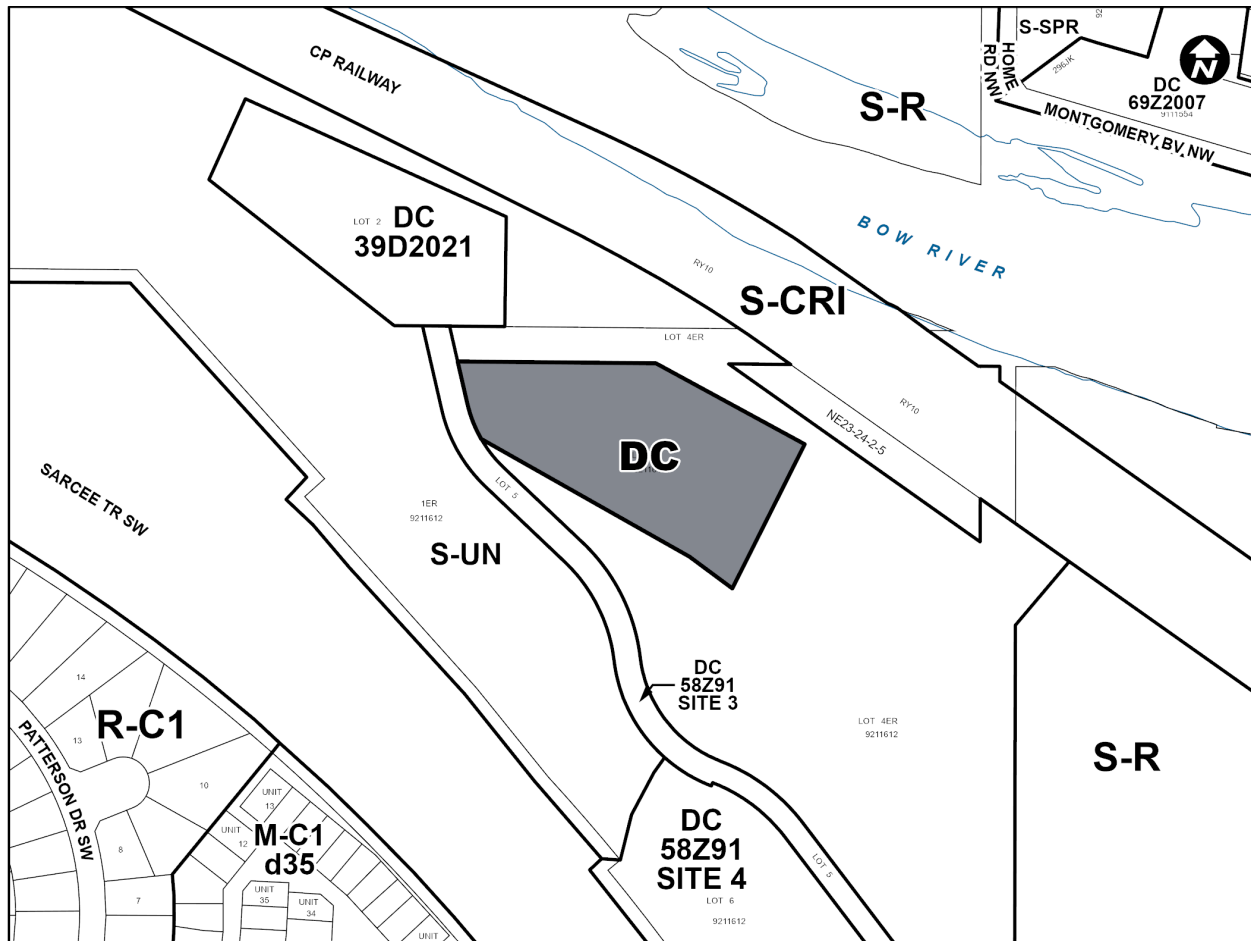 S-SPR
92
HOME
RD NW
296JK
N
DC
69Z2007
9111554
MONTGOMERY BV NW
CP RAILWAY
S-R
BOW RIVER
LOT 2
DC
39D2021
RY10
S-CRI
LOT 4ER
RY10
NE23-24-2-5
DC
SARCEE TR SW
LOT 5
1ER
9211612
S-UN
DC
58Z91
SITE 3
LOT 4ER
9211612
S-R
14
R-C1
13
PATTERSON DR SW
10
UNIT
13
UNIT
12
M-C1
d35
8
7
UNIT
35
UNIT
34
UNIT
DC
58Z91
SITE 4
LOT 6
9211612
LOT 5